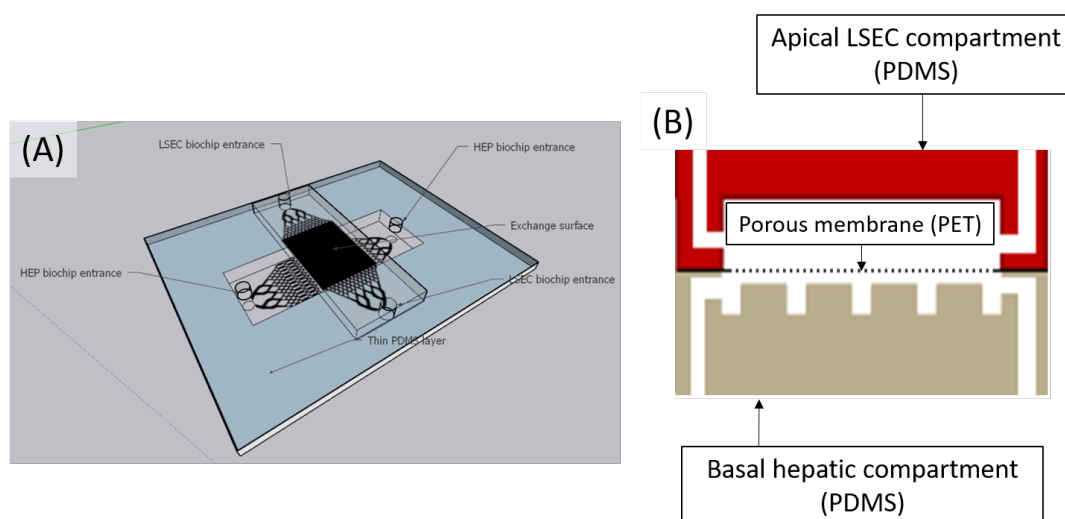 (A)
LSEC biochip entrance
HEP biochip entrance
Exchange surface
HEP biochip entrance
LSEC biochip entrance
Thin PDMS layer
Apical LSEC compartment
(PDMS)
(B)
Porous membrane (PET)
Basal hepatic compartment
(PDMS)